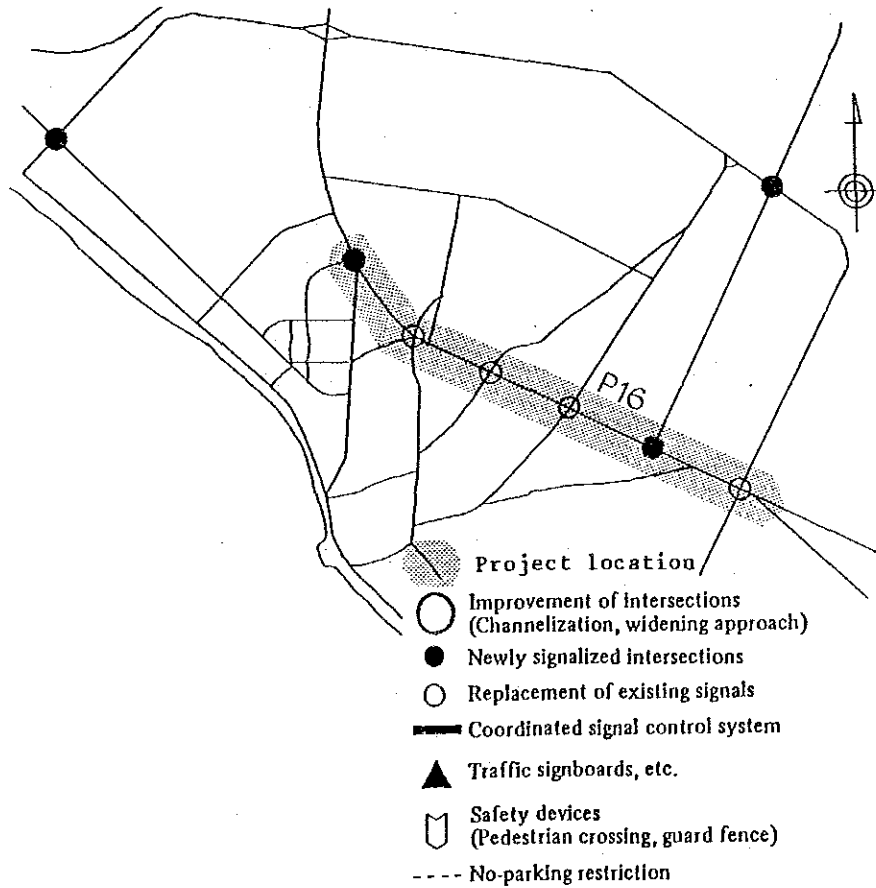 P16
Project location
Improvement of intersections
(Channelization, widening approach)
Newly signalized intersections
Replacement of existing signals
Coordinated signal control system
Traffic signboards, etc.
Safety devices
(Pedestrian crossing, guard fence)
No-parking restriction